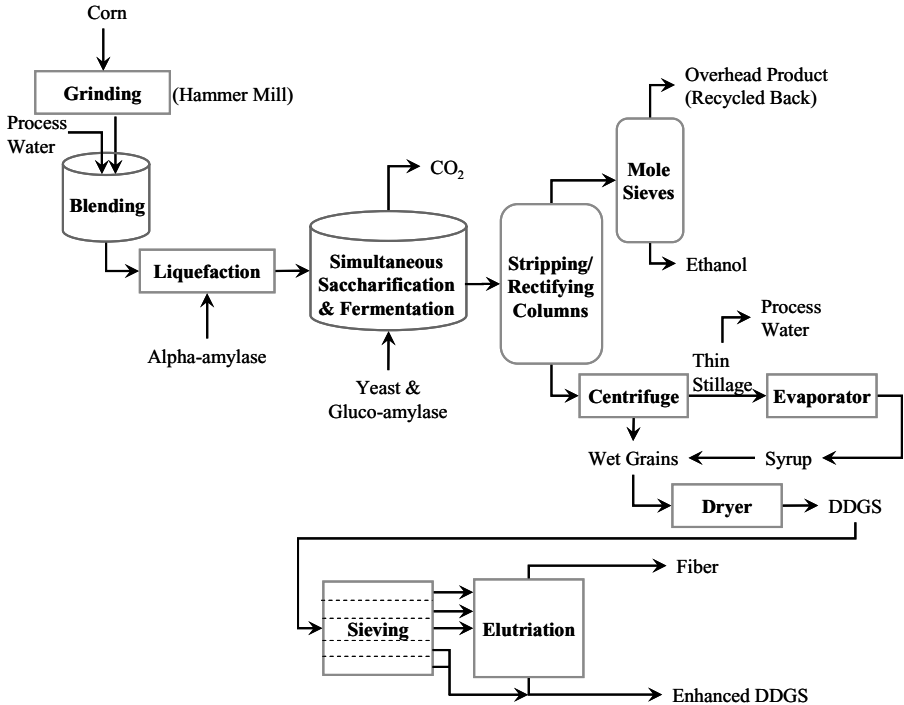 Corn
Grinding
(Hammer Mill)
Process
Water
Blending
Liquefaction
Alpha-amylase
CO2
Simultaneous
Saccharification
& Fermentation
Yeast &
Gluco-amylase
Stripping/
Rectifying
Columns
Overhead Product
(Recycled Back)
Mole
Sieves
Ethanol
Process
Water
Thin
Stillage
Centrifuge
Evaporator
Wet Grains
Syrup
Dryer
DDGS
Sieving
Elutriation
Fiber
Enhanced DDGS